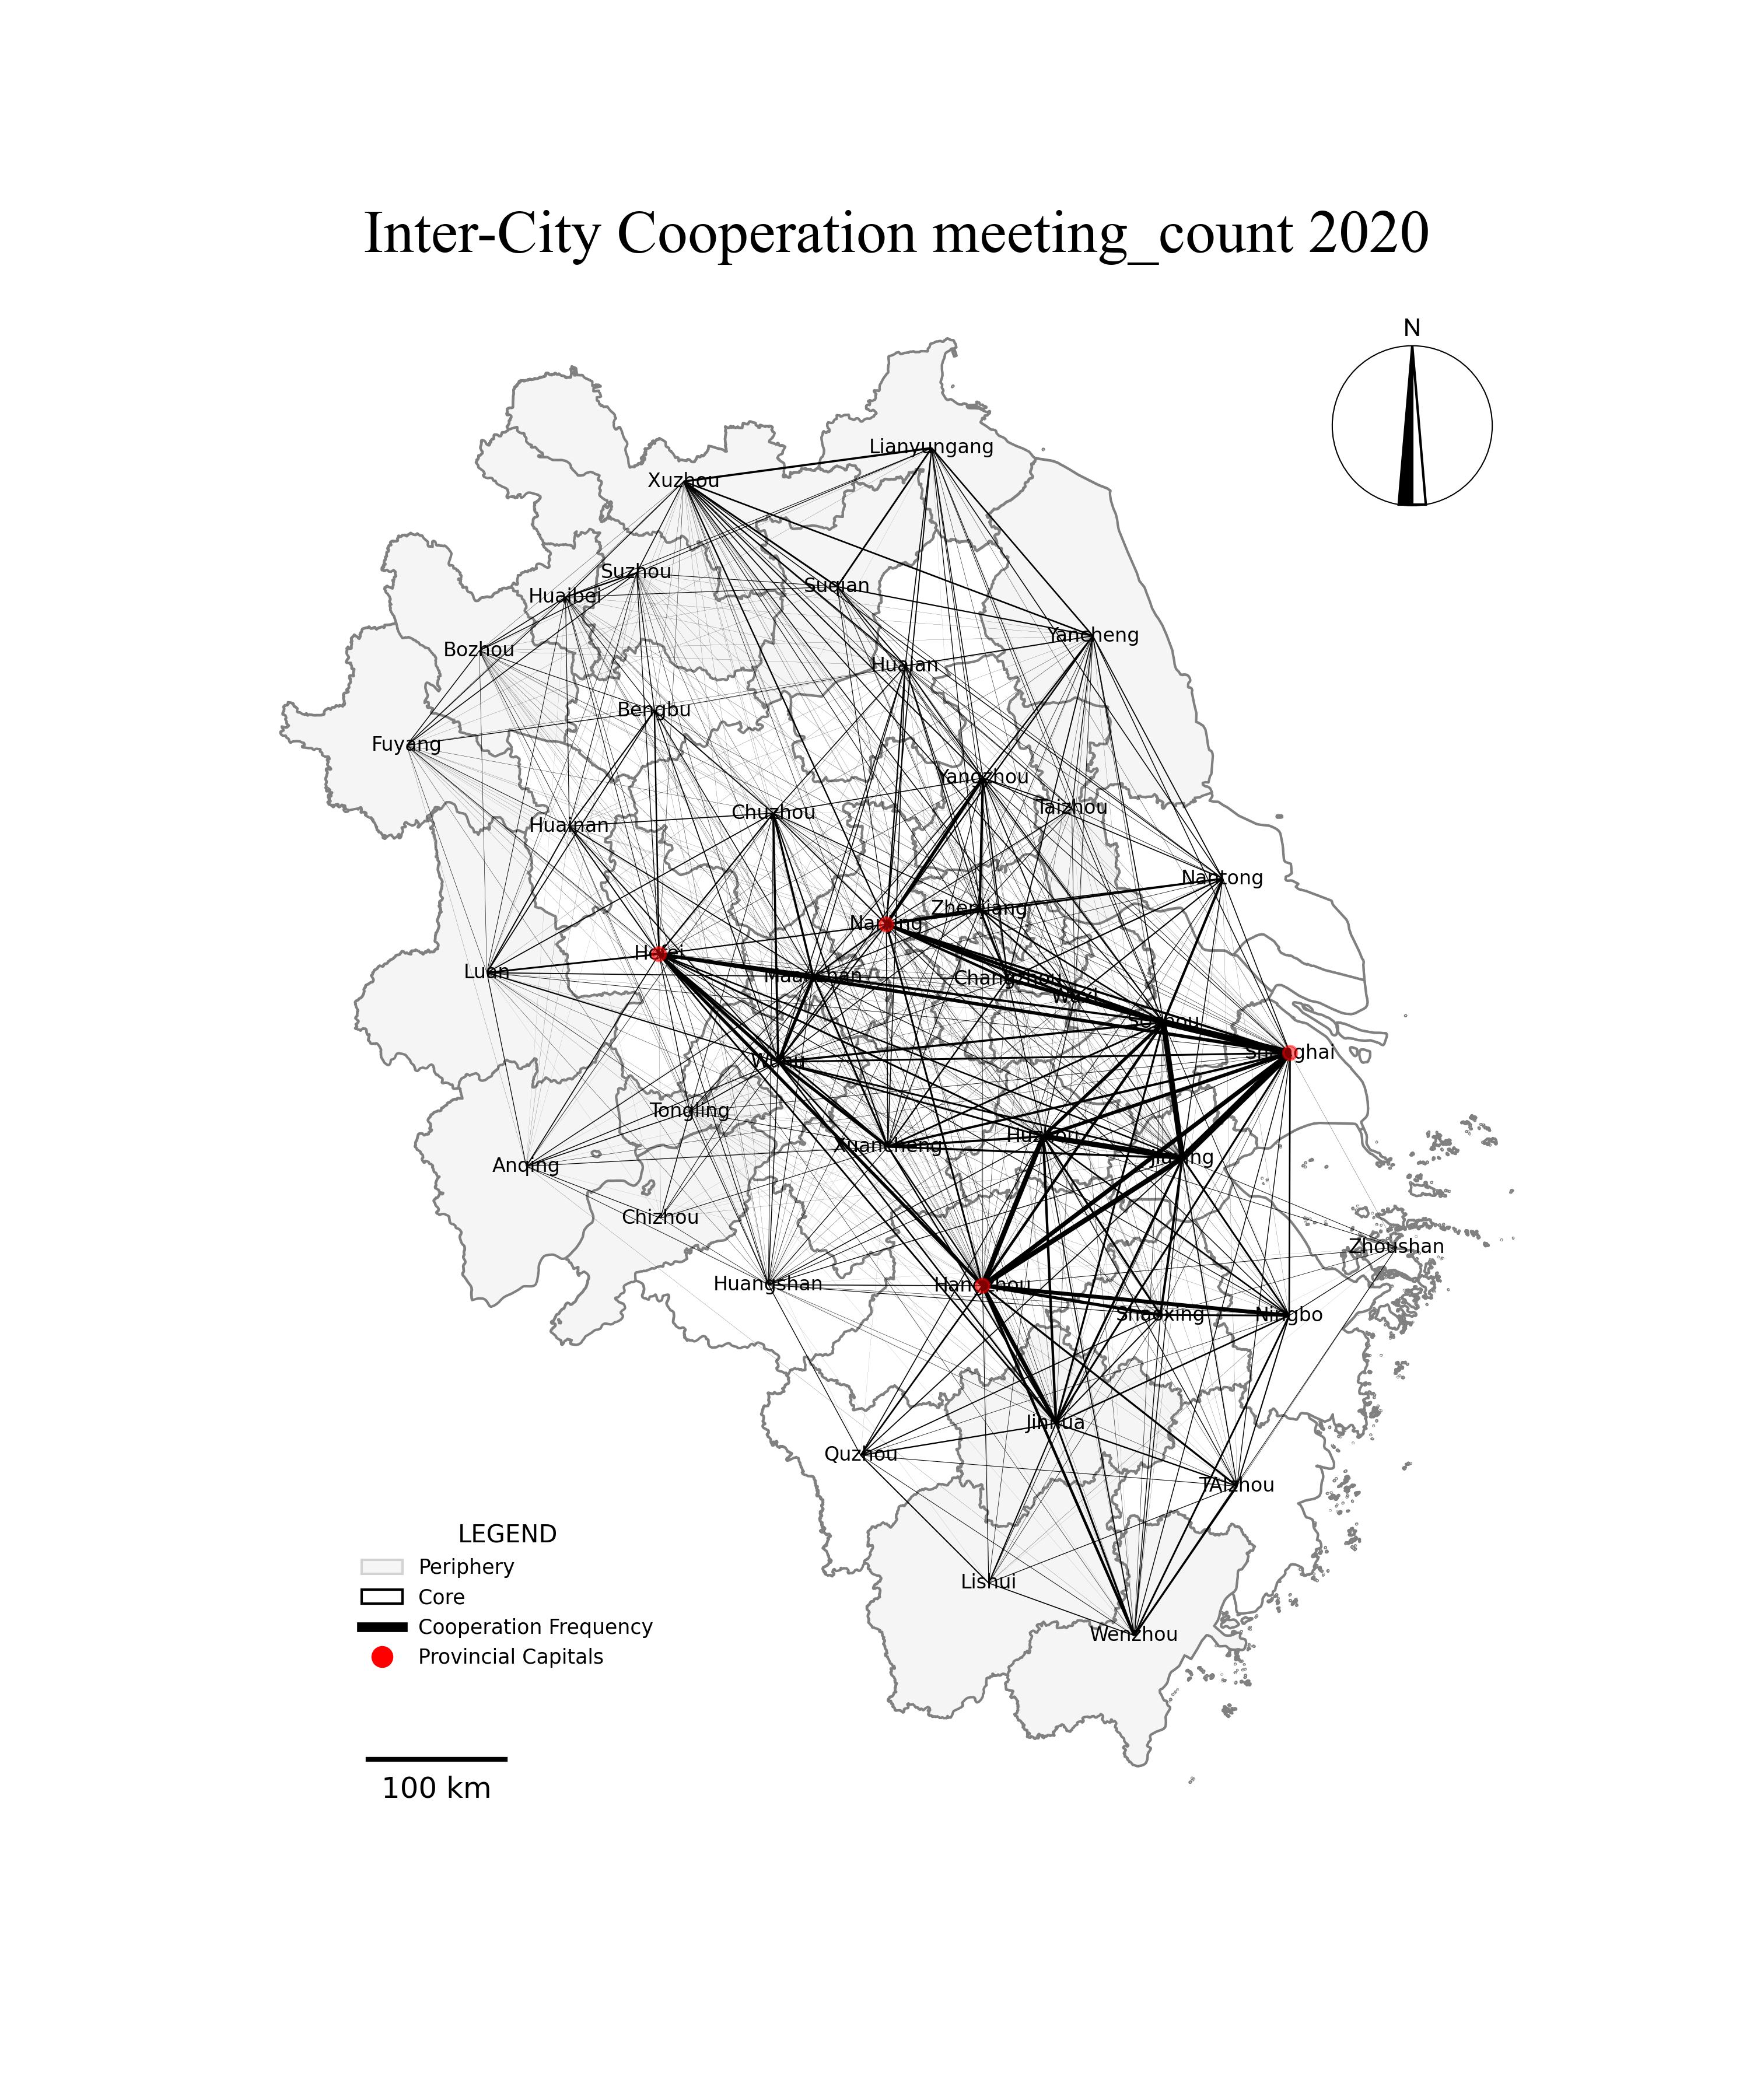 Inter-City Cooperation meeting_count 2020
N
Lianyungang
Xuzhou
Suzhou
Suqian
Huaibei
Yancheng
Bozhou
Huaian
Bengbu
Fuyang
Yangzhou
Taizhou
Chuzhou
Huainan
Nantong
Zhenjiang
Nanjing
Hefei
Luan
Maanshan
Changzhou
Wuxi
Suzhou
Shanghai
Wuhu
Tongling
Huzhou
Xuancheng
Jiaxing
Anqing
Chizhou
Zhoushan
Huangshan
Hangzhou
Shaoxing
Ningbo
Jinhua
Quzhou
TAizhou
Lishui
Wenzhou
LEGEND
Periphery
Core
Cooperation Frequency
Provincial Capitals
100 km